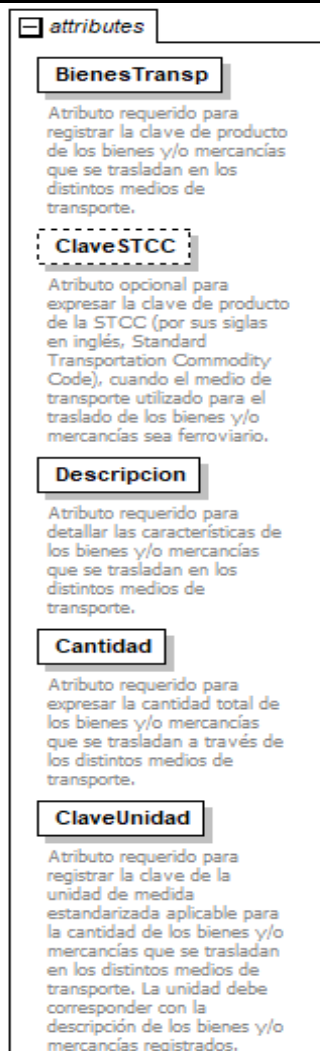 attributes
BienesTransp
Atributo requerido para
registrar la clave de producto
de los bienes y/o mercancías
que se trasladan en los
distintos medios de
transporte.
ClaveSTCC
Atributo opcional para
expresar la clave de producto
de la STCC (por sus siglas
en inglés, Standard
Transportation Commodity
Code), cuando el medio de
transporte utilizado para el
traslado de los bienes y/o
mercancías sea ferroviario.
Descripcion
Atributo requerido para
detallar las características de
los bienes y/o mercancías
que se trasladan en los
distintos medios de
transporte.
Cantidad
Atributo requerido para
expresar la cantidad total de
los bienes y/o mercancías
que se trasladan a través de
los distintos medios de
transporte.
ClaveUnidad
Atributo requerido para
registrar la clave de la
unidad de medida
estandarizada aplicable para
la cantidad de los bienes y/o
mercancías que se trasladan
en los distintos medios de
transporte. La unidad debe
corresponder con la
descripción de los bienes y/o
mercancías registrados.